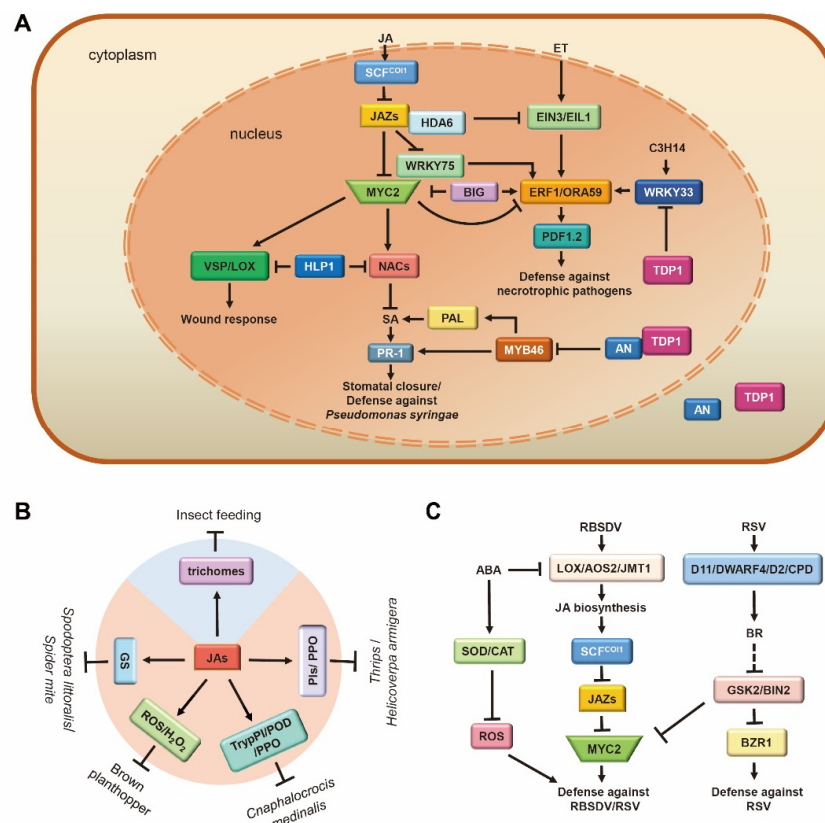 A
cytoplasm
nucleus
JA
ET
SCFCOI1
JAZs
HDA6
EIN3/EIL1
C3H14
WRKY75
MYC2
BIG
ERF1/ORA59
WRKY33
PDF1.2
VSP/LOX
HLP1
NACs
Defense against
necrotrophic pathogens
TDP1
Wound response
SA
PAL
PR-1
MYB46
AN
TDP1
Stomatal closure/
Defense against
Pseudomonas syringae
AN
TDP1
B
Insect feeding
trichomes
Spodoptera littoralis/
Spider mite
GS
JAs
PIs/ PPO
Thrips /
Helicoverpa armigera
ROS/H2O2
TrypPI/POD
/PPO
Brown
planthopper
Cnaphalocrocis
medinalis
C
RBSDV
RSV
ABA
LOX/AOS2/JMT1
D11/DWARF4/D2/CPD
JA biosynthesis
BR
SOD/CAT
SCFCOI1
JAZs
GSK2/BIN2
ROS
MYC2
BZR1
Defense against
RBSDV/RSV
Defense against
RSV